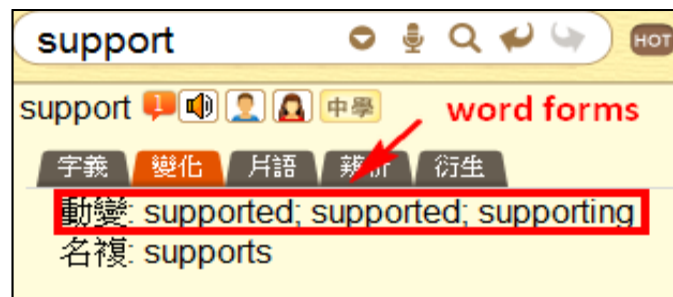 support HOT
support 1 中學 word forms
字義 變化 片語 辨析 衍生
動變: supported; supported; supporting
名複: supports